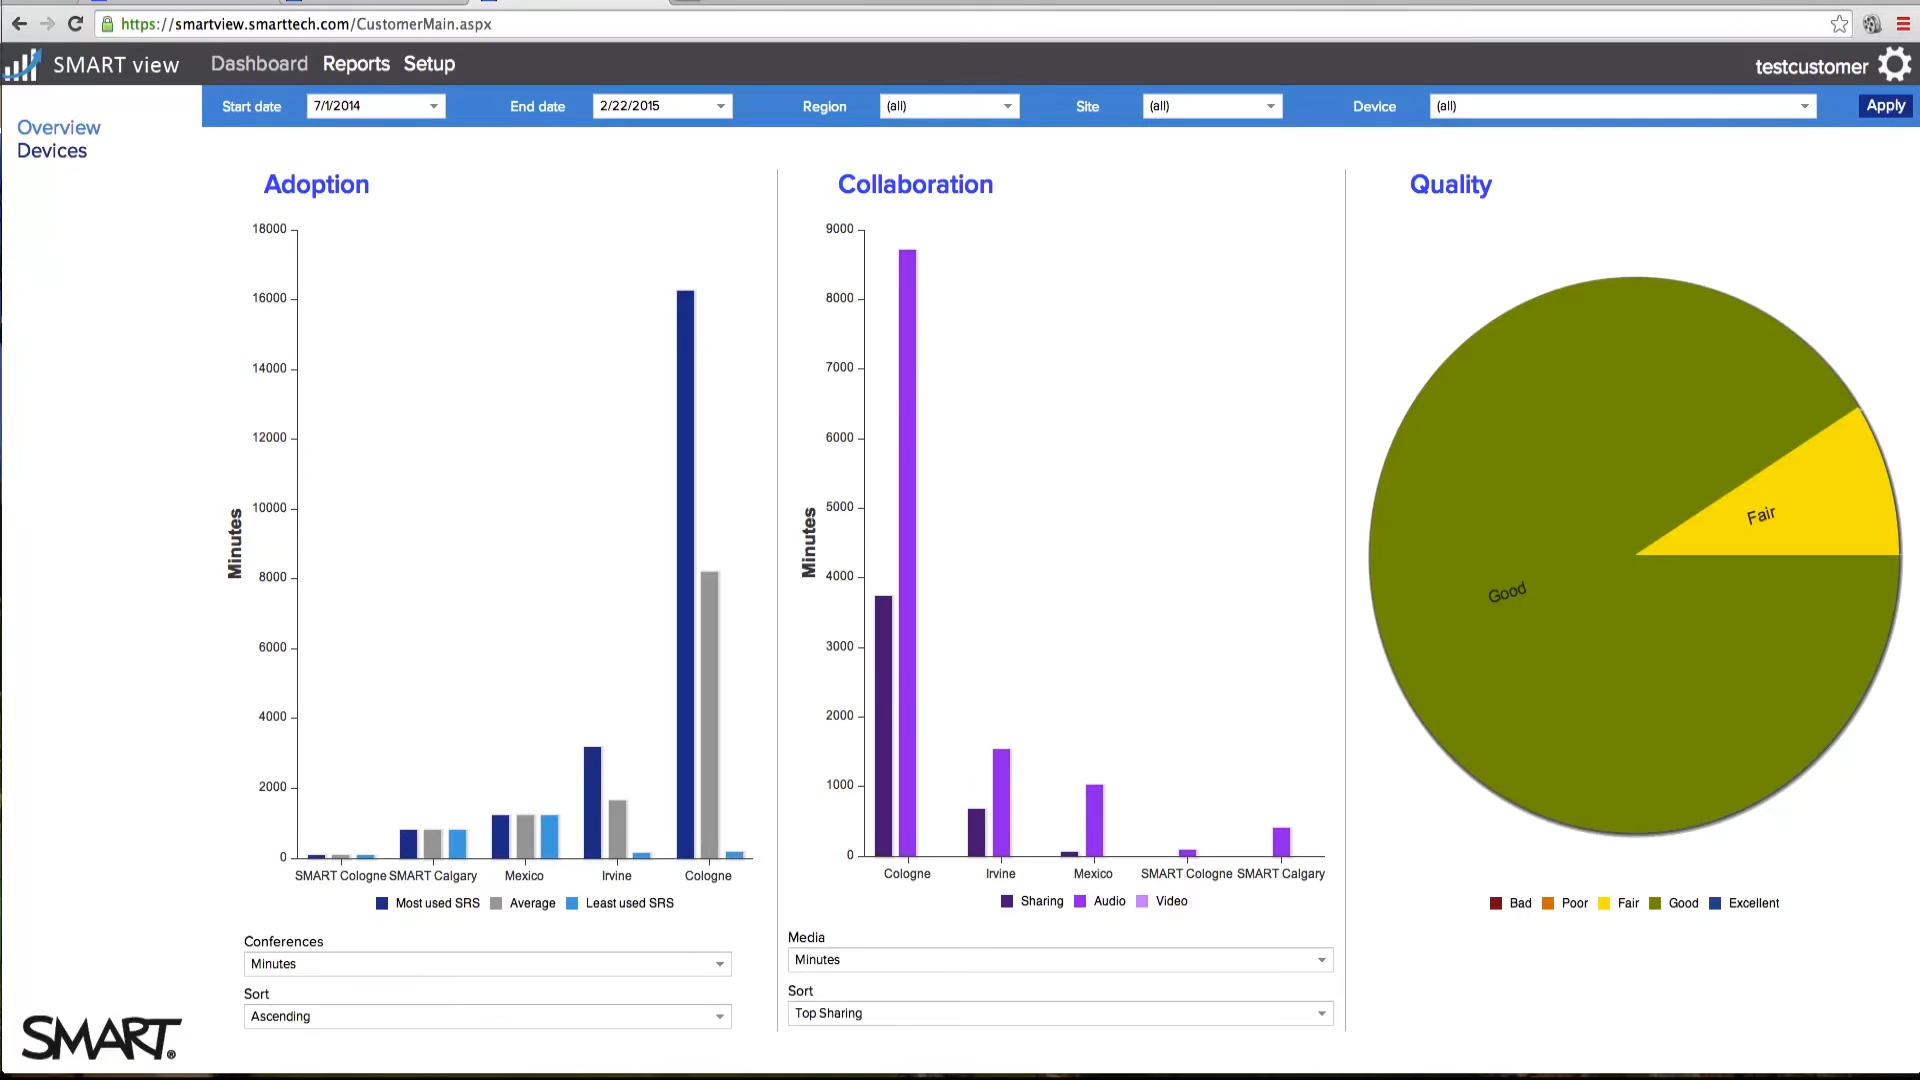 https://smartview.smarttech.com/CustomerMain.aspx
SMART view Dashboard Reports Setup testcustomer
Start date 7/1/2014 End date 2/22/2015 Region (all) Site (all) Device (all) Apply
Overview
Devices
Adoption
18000
16000
14000
12000
10000
8000
6000
4000
2000
0
Minutes
SMART Cologne SMART Calgary Mexico Irvine Cologne
Most used SRS Average Least used SRS
Conferences
Minutes
Sort
Ascending
Collaboration
9000
8000
7000
6000
5000
4000
3000
2000
1000
0
Minutes
Cologne Irvine Mexico SMART Cologne SMART Calgary
Sharing Audio Video
Media
Minutes
Sort
Top Sharing
Quality
Fair
Good
Bad Poor Fair Good Excellent
SMART®